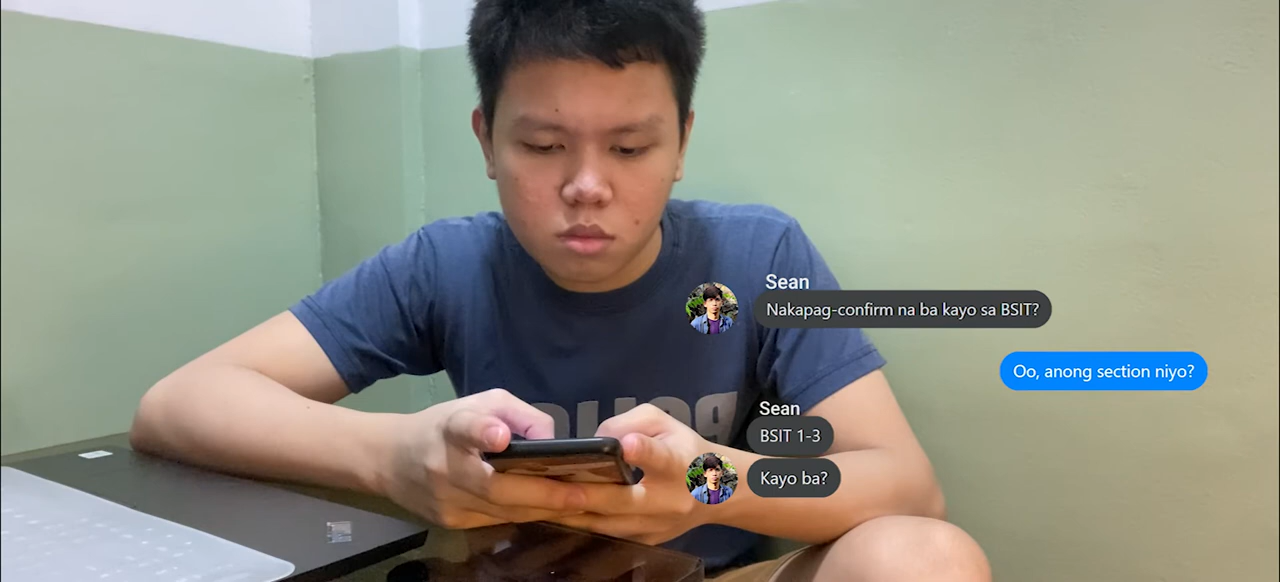 Sean
Nakapag-confirm na ba kayo sa BSIT?
Oo, anong section niyo?
Sean
BSIT 1-3
Kayo ba?